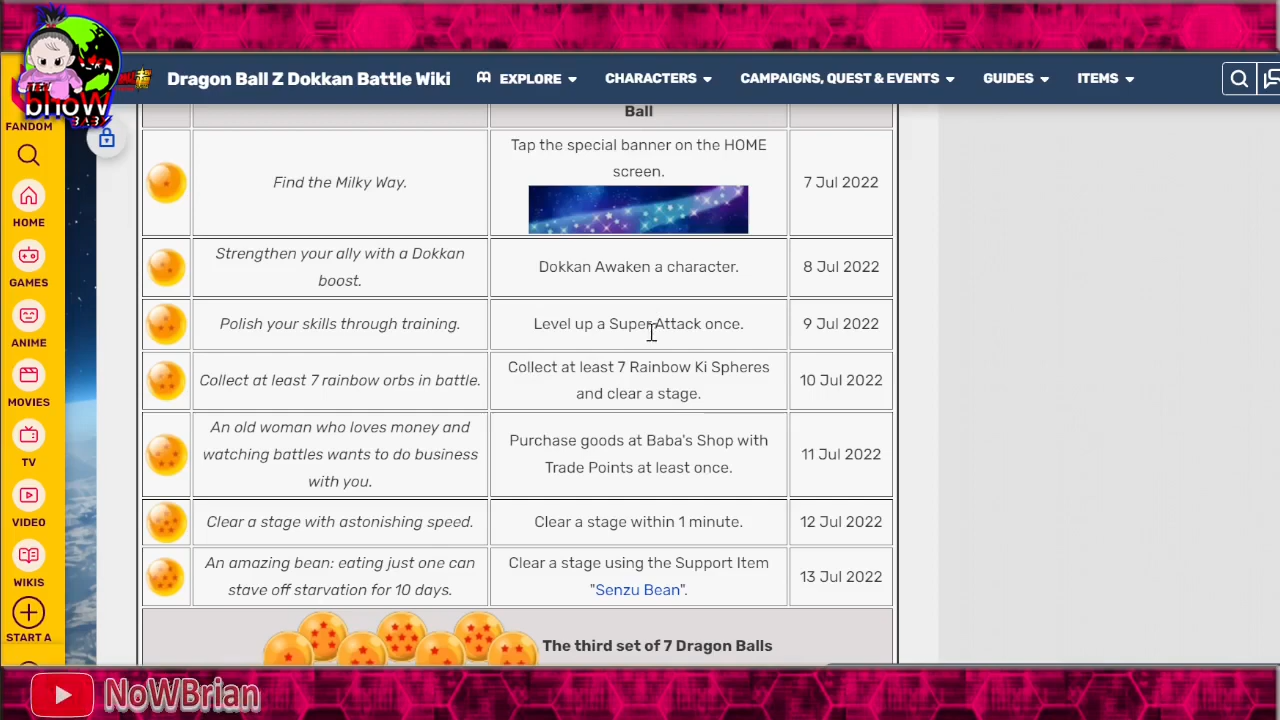 Dragon Ball Z Dokkan Battle Wiki
EXPLORE
CHARACTERS
CAMPAIGNS, QUEST & EVENTS
GUIDES
ITEMS
bhoW
BABY
FANDOM
HOME
GAMES
ANIME
MOVIES
TV
VIDEO
WIKIS
START A
Ball
Find the Milky Way.
Tap the special banner on the HOME
screen.
7 Jul 2022
Strengthen your ally with a Dokkan
boost.
Dokkan Awaken a character.
8 Jul 2022
Polish your skills through training.
Level up a Super Attack once.
9 Jul 2022
Collect at least 7 rainbow orbs in battle.
Collect at least 7 Rainbow Ki Spheres
and clear a stage.
10 Jul 2022
An old woman who loves money and
watching battles wants to do business
with you.
Purchase goods at Baba's Shop with
Trade Points at least once.
11 Jul 2022
Clear a stage with astonishing speed.
Clear a stage within 1 minute.
12 Jul 2022
An amazing bean: eating just one can
stave off starvation for 10 days.
Clear a stage using the Support Item
"Senzu Bean".
13 Jul 2022
The third set of 7 Dragon Balls
NoWBrian